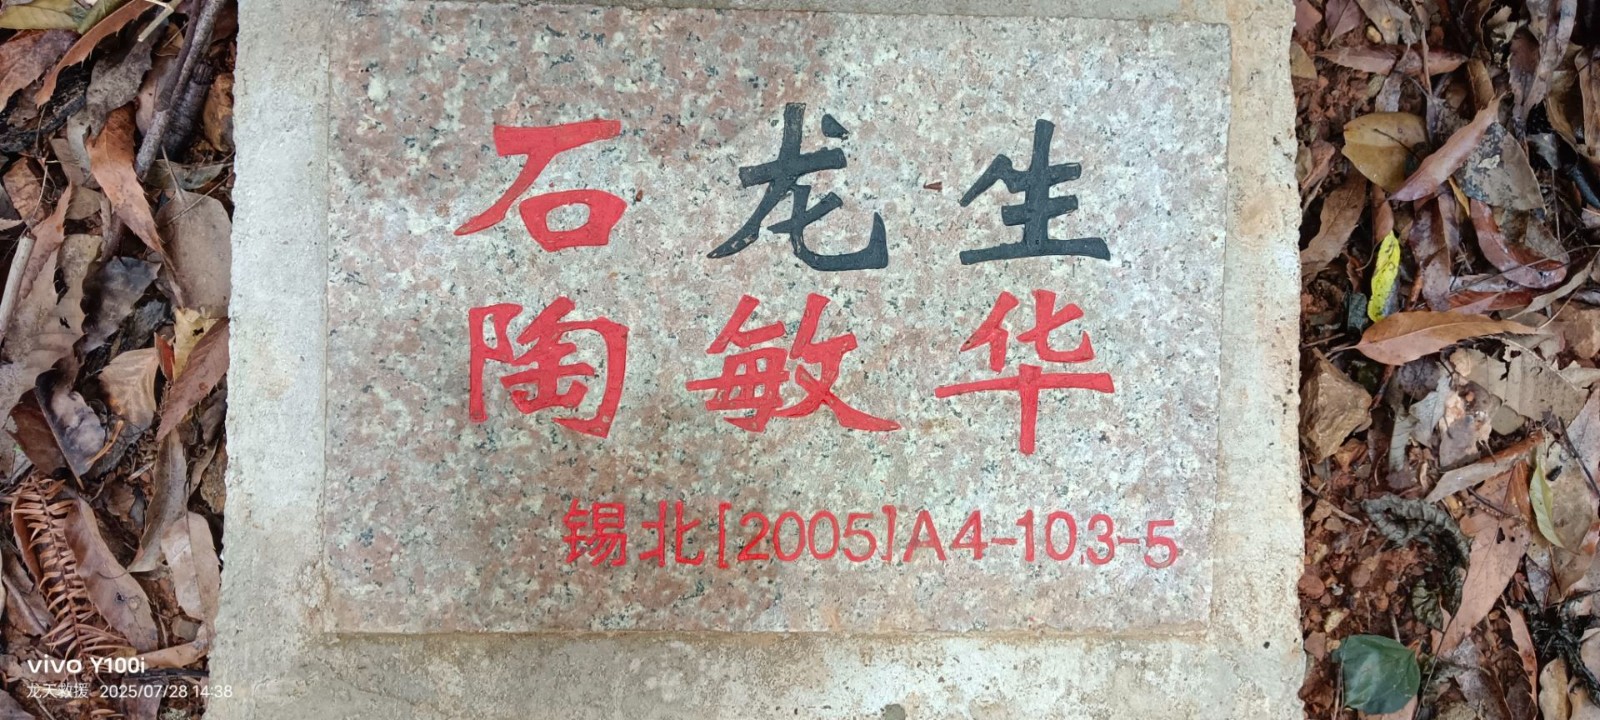 石龙生
陶敏华
锡北[2005]A4-103-5
vivo Y100i
龙天救援 2025/07/28 14:38